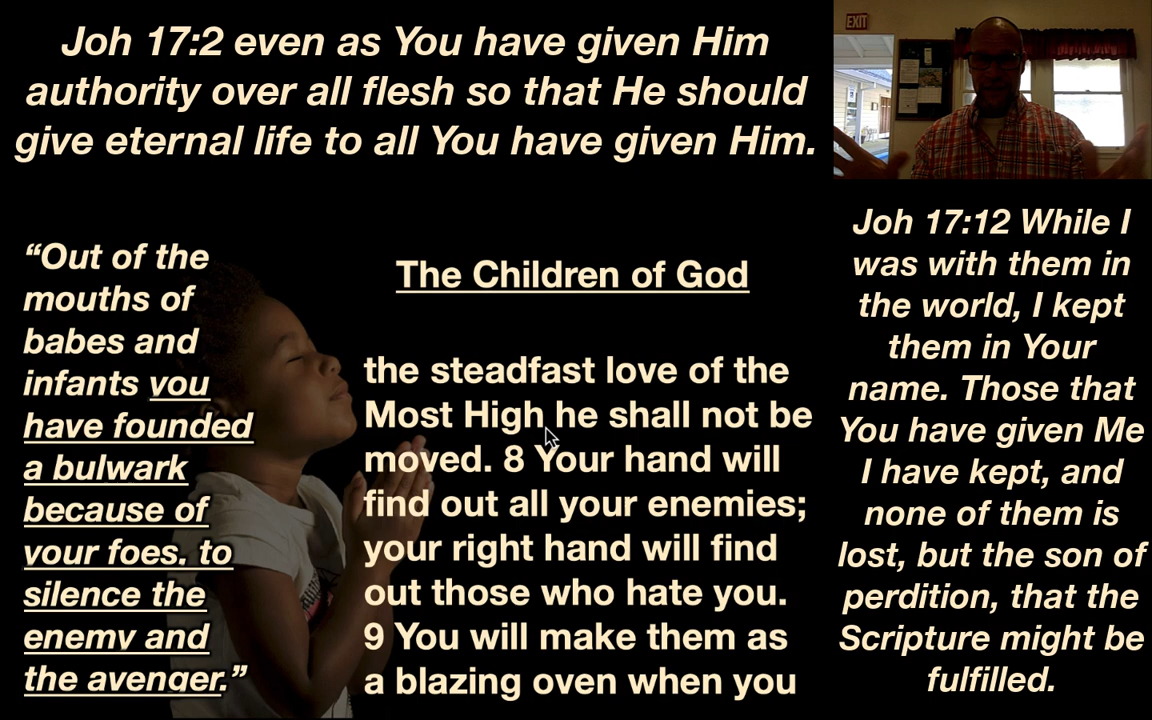 Joh 17:2 even as You have given Him
authority over all flesh so that He should
give eternal life to all You have given Him.
EXIT
“Out of the
mouths of
babes and
infants you
have founded
a bulwark
because of
your foes, to
silence the
enemy and
the avenger.”
The Children of God
the steadfast love of the
Most High he shall not be
moved. 8 Your hand will
find out all your enemies;
your right hand will find
out those who hate you.
9 You will make them as
a blazing oven when you
Joh 17:12 While I
was with them in
the world, I kept
them in Your
name. Those that
You have given Me
I have kept, and
none of them is
lost, but the son of
perdition, that the
Scripture might be
fulfilled.